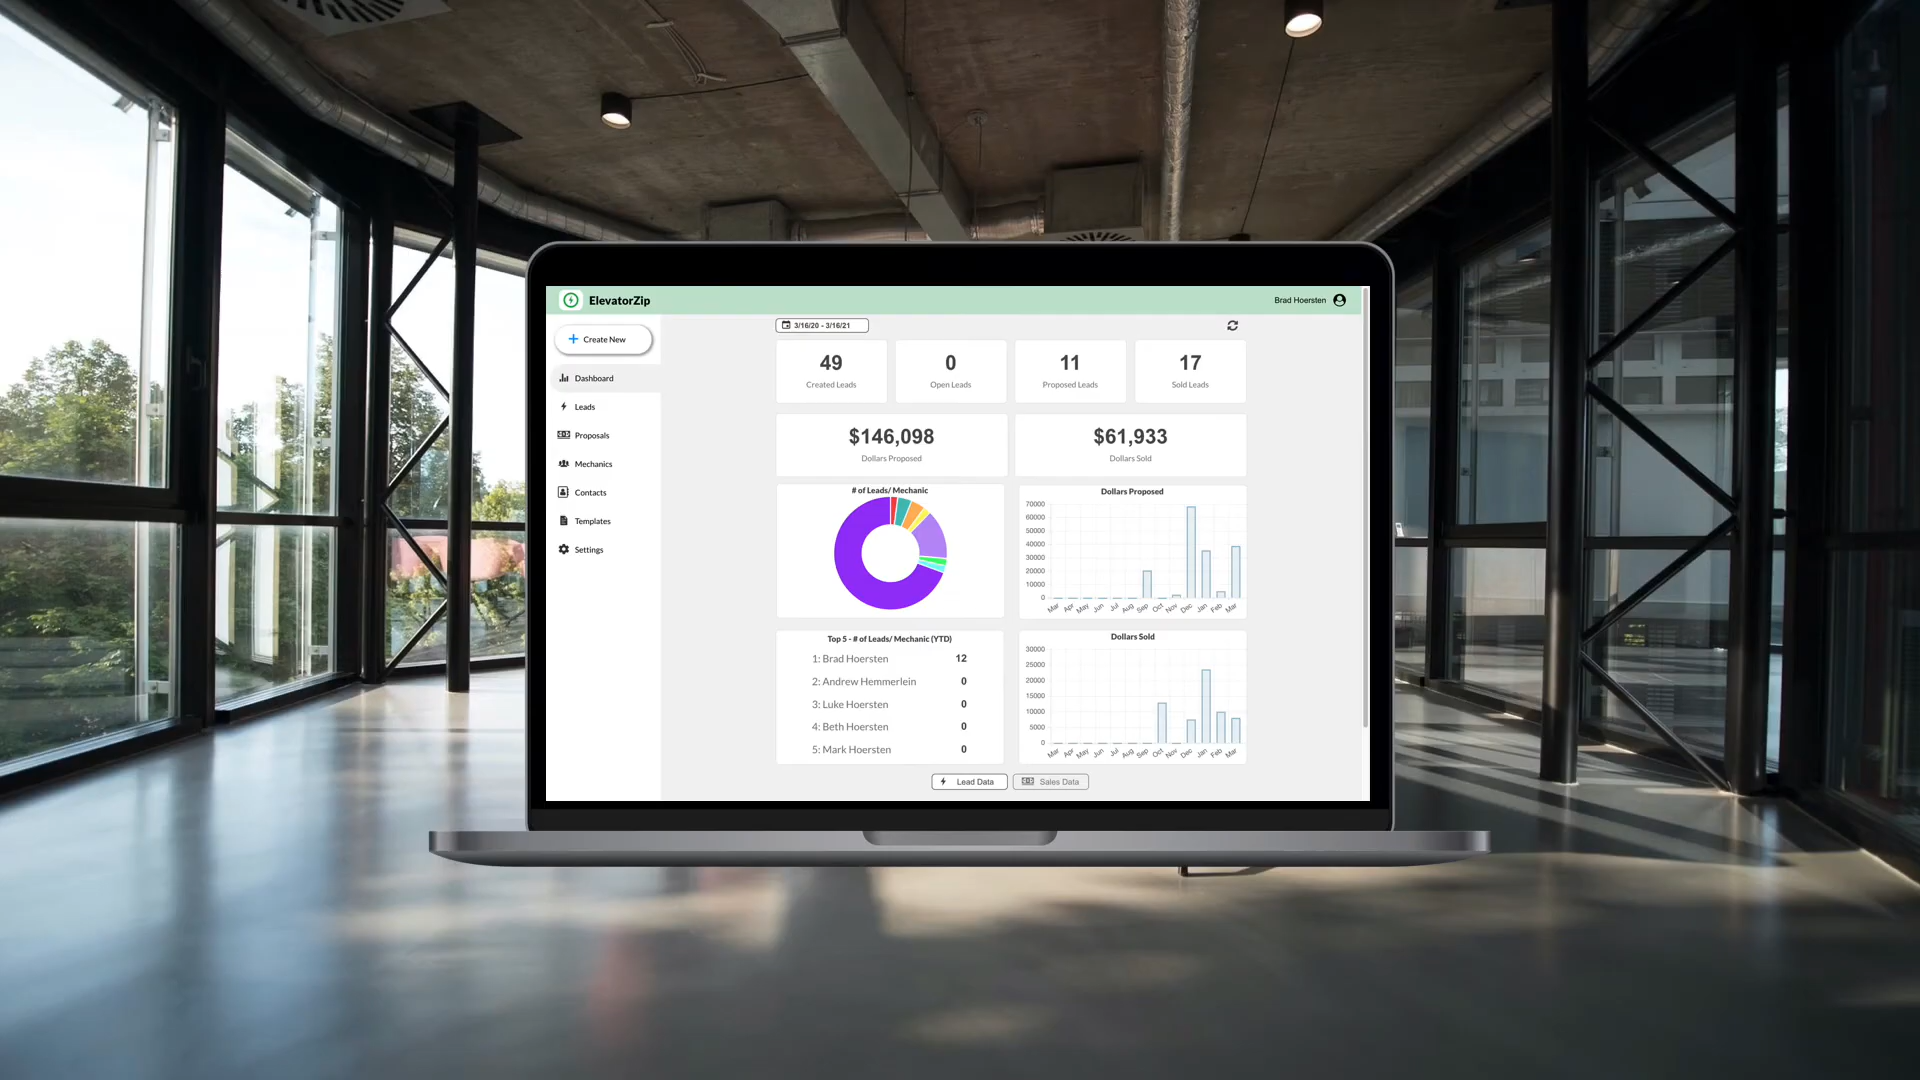 ElevatorZip
Brad Hoersten
Create New
Dashboard
Leads
Proposals
Mechanics
Contacts
Templates
Settings
3/16/20 - 3/16/21
49
Created Leads
0
Open Leads
11
Proposed Leads
17
Sold Leads
$146,098
Dollars Proposed
$61,933
Dollars Sold
# of Leads/ Mechanic
Dollars Proposed
70000
60000
50000
40000
30000
20000
10000
0
Mar Apr May Jun Jul Aug Sep Oct Nov Dec Jan Feb Mar
Top 5 - # of Leads/ Mechanic (YTD)
1: Brad Hoersten 12
2: Andrew Hemmerlein 0
3: Luke Hoersten 0
4: Beth Hoersten 0
5: Mark Hoersten 0
Dollars Sold
30000
25000
20000
15000
10000
5000
0
Mar Apr May Jun Jul Aug Sep Oct Nov Dec Jan Feb Mar
Lead Data
Sales Data